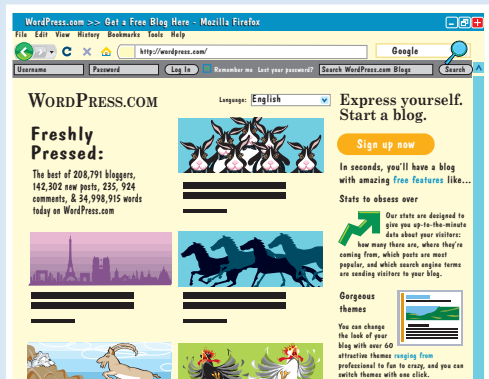 WordPress.com >> Get a Free Blog Here - Mozilla Firefox
File Edit View History Bookmarks Tools Help
http://wordpress.com/
Google
Username Password Log In Remember me Lost your password? Search WordPress.com Blogs Search
WORDPRESS.COM
Language: English
Freshly
Pressed:
The best of 208,791 bloggers,
142,302 new posts, 235, 924
comments, & 34,998,915 words
today on WordPress.com
Express yourself.
Start a blog.
Sign up now
In seconds, you'll have a blog
with amazing free features like...
Stats to obsess over
Our stats are designed to
give you up-to-the-minute
data about your visitors:
how many there are, where they're
coming from, which posts are most
popular, and which search engine terms
are sending visitors to your blog.
Gorgeous
themes
You can change
the look of your
blog with over 60
attractive themes ranging from
professional to fun to crazy, and you can
switch themes with one click.